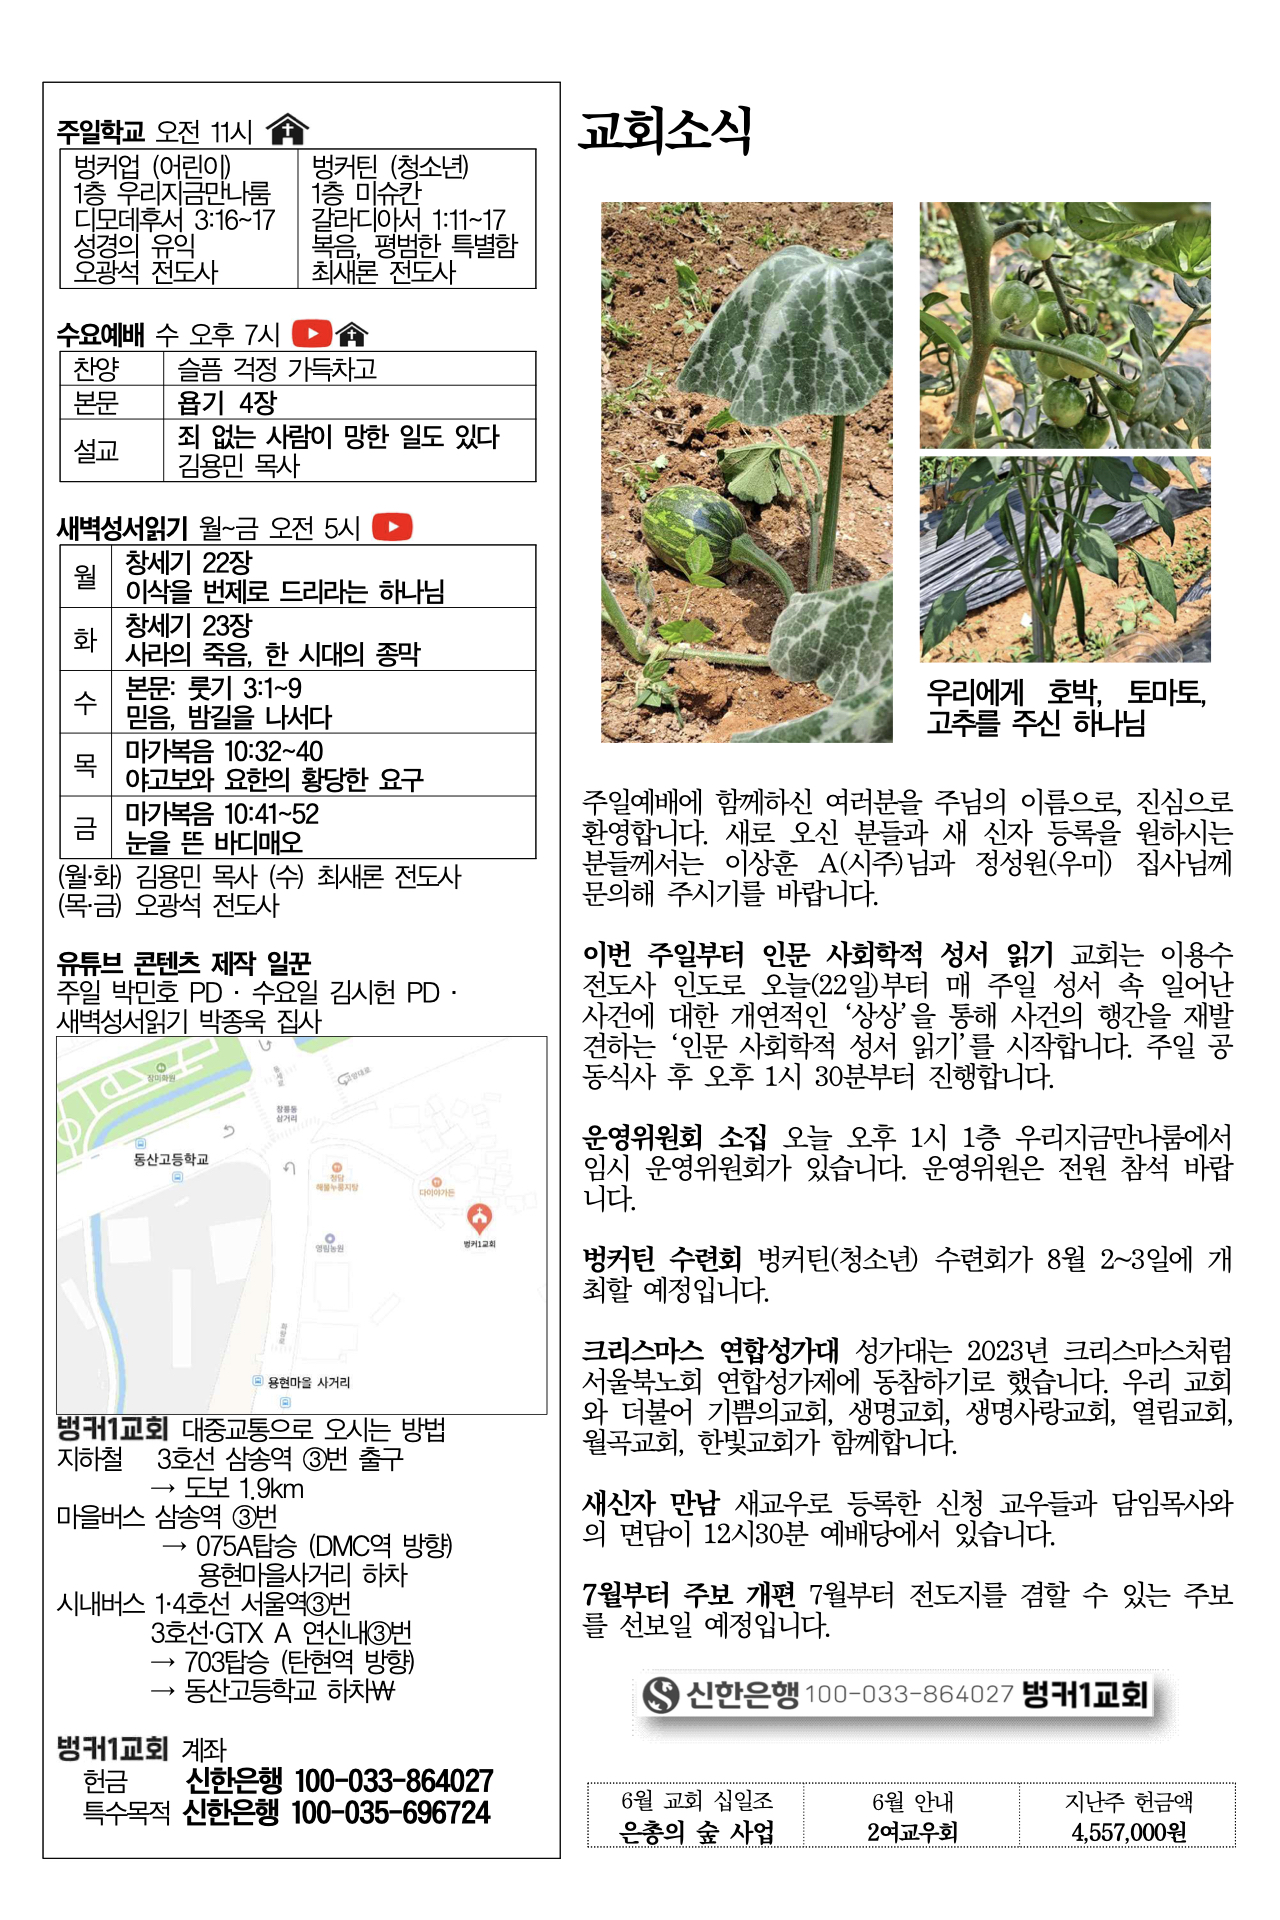 주일학교 오전 11시
벙커업 (어린이)
1층 우리지금만나룸
디모데후서 3:16~17
성경의 유익
오광석 전도사
벙커틴 (청소년)
1층 미슈칸
갈라디아서 1:11~17
복음, 평범한 특별함
최새론 전도사
수요예배 수 오후 7시
찬양 슬픔 걱정 가득차고
본문 욥기 4장
설교 죄 없는 사람이 망한 일도 있다
김용민 목사
새벽성서읽기 월~금 오전 5시
월 창세기 22장
이삭을 번제로 드리라는 하나님
화 창세기 23장
사라의 죽음, 한 시대의 종막
수 본문: 룻기 3:1~9
믿음, 밤길을 나서다
목 마가복음 10:32~40
야고보와 요한의 황당한 요구
금 마가복음 10:41~52
눈을 뜬 바디매오
(월·화) 김용민 목사 (수) 최새론 전도사
(목·금) 오광석 전도사
유튜브 콘텐츠 제작 일꾼
주일 박민호 PD · 수요일 김시헌 PD ·
새벽성서읽기 박종욱 집사
장미화원
창릉동
삼거리
고양대로
동산고등학교
청담
해물누룽지탕
다이아가든
벙커1교회
영림농원
화랑로
용현마을 사거리
벙커1교회 대중교통으로 오시는 방법
지하철 3호선 삼송역 ③번 출구
→ 도보 1.9km
마을버스 삼송역 ③번
→ 075A탑승 (DMC역 방향)
용현마을사거리 하차
시내버스 1·4호선 서울역③번
3호선·GTX A 연신내③번
→ 703탑승 (탄현역 방향)
→ 동산고등학교 하차₩
벙커1교회 계좌
헌금 신한은행 100-033-864027
특수목적 신한은행 100-035-696724
교회소식
우리에게 호박, 토마토,
고추를 주신 하나님
주일예배에 함께하신 여러분을 주님의 이름으로, 진심으로
환영합니다. 새로 오신 분들과 새 신자 등록을 원하시는
분들께서는 이상훈 A(시주)님과 정성원(우미) 집사님께
문의해 주시기를 바랍니다.
이번 주일부터 인문 사회학적 성서 읽기 교회는 이용수
전도사 인도로 오늘(22일)부터 매 주일 성서 속 일어난
사건에 대한 개연적인 ‘상상’을 통해 사건의 행간을 재발
견하는 ‘인문 사회학적 성서 읽기’를 시작합니다. 주일 공
동식사 후 오후 1시 30분부터 진행합니다.
운영위원회 소집 오늘 오후 1시 1층 우리지금만나룸에서
임시 운영위원회가 있습니다. 운영위원은 전원 참석 바랍
니다.
벙커틴 수련회 벙커틴(청소년) 수련회가 8월 2~3일에 개
최할 예정입니다.
크리스마스 연합성가대 성가대는 2023년 크리스마스처럼
서울북노회 연합성가제에 동참하기로 했습니다. 우리 교회
와 더불어 기쁨의교회, 생명교회, 생명사랑교회, 열림교회,
월곡교회, 한빛교회가 함께합니다.
새신자 만남 새교우로 등록한 신청 교우들과 담임목사와
의 면담이 12시30분 예배당에서 있습니다.
7월부터 주보 개편 7월부터 전도지를 겸할 수 있는 주보
를 선보일 예정입니다.
신한은행 100-033-864027 벙커1교회
6월 교회 십일조
은총의 숲 사업
6월 안내
2여교우회
지난주 헌금액
4,557,000원